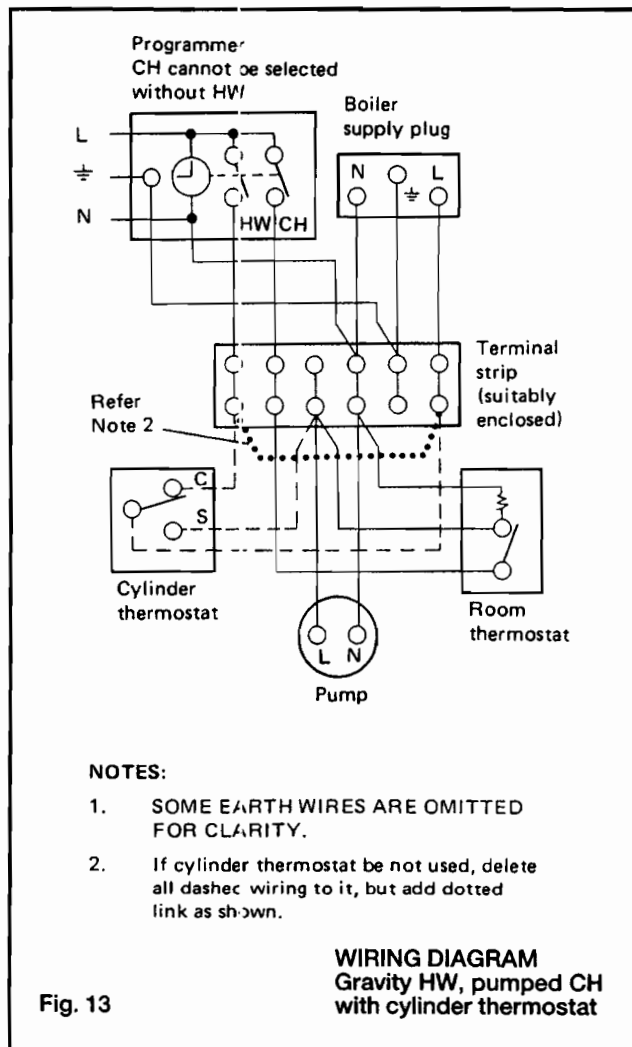 Programmer
CH cannot be selected
without HW
Boiler
supply plug
L
N
HW CH
N
L
Terminal
strip
(suitably
enclosed)
Refer
Note 2
C
S
Cylinder
thermostat
Room
thermostat
L N
Pump
NOTES:
1. SOME EARTH WIRES ARE OMITTED
FOR CLARITY.
2. If cylinder thermostat be not used, delete
all dashed wiring to it, but add dotted
link as shown.
WIRING DIAGRAM
Gravity HW, pumped CH
with cylinder thermostat
Fig. 13